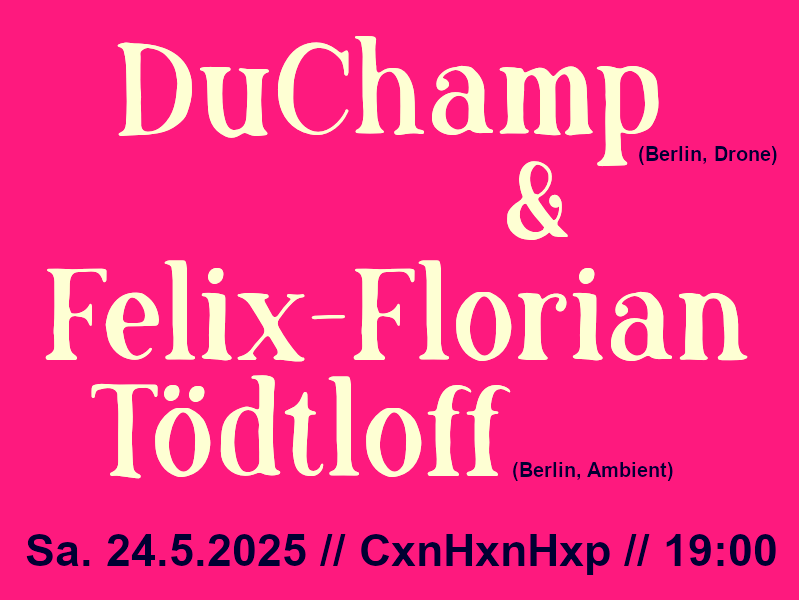 DuChamp
(Berlin, Drone)
&
Felix-Florian
Tödtloff
(Berlin, Ambient)
Sa. 24.5.2025 // CxnHxnHxp // 19:00